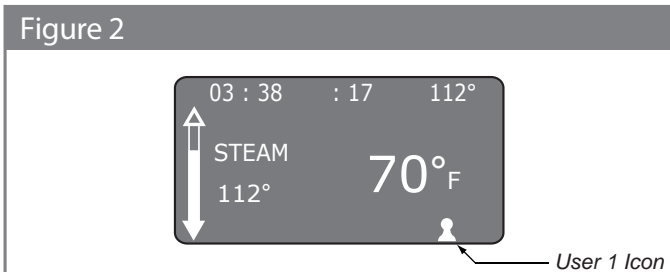 Figure 2
03 : 38 : 17 112°
STEAM
112°
70°F
User 1 Icon